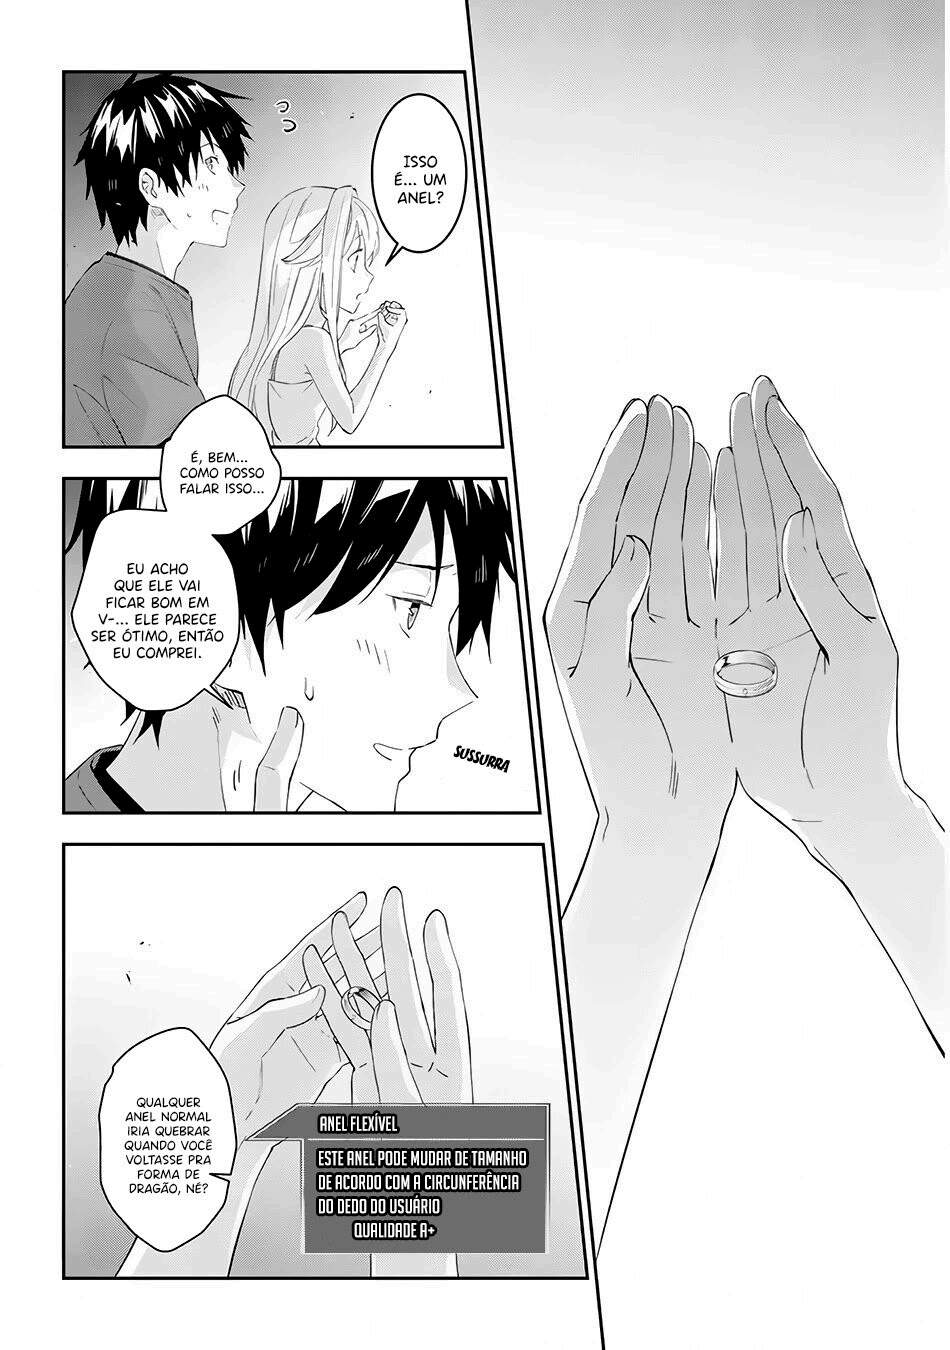 ISSO
É... UM
ANEL?
É, BEM...
COMO POSSO
FALAR ISSO...
EU ACHO
QUE ELE VAI
FICAR BOM EM
V-... ELE PARECE
SER ÓTIMO, ENTÃO
EU COMPREI.
SUSSURRA
QUALQUER
ANEL NORMAL
IRIA QUEBRAR
QUANDO VOCÊ
VOLTASSE PRA
FORMA DE
DRAGÃO, NÉ?
ANEL FLEXÍVEL
ESTE ANEL PODE MUDAR DE TAMANHO
DE ACORDO COM A CIRCUNFERÊNCIA
DO DEDO DO USUÁRIO
QUALIDADE A+